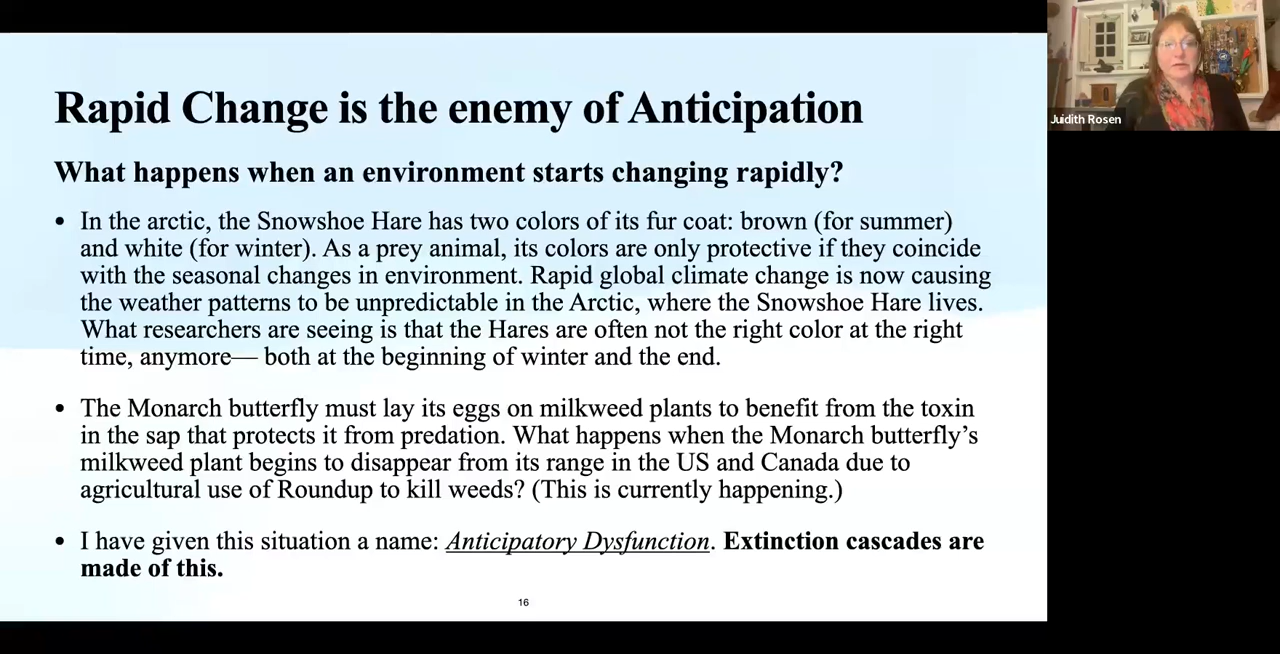 Rapid Change is the enemy of Anticipation
What happens when an environment starts changing rapidly?
• In the arctic, the Snowshoe Hare has two colors of its fur coat: brown (for summer)
and white (for winter). As a prey animal, its colors are only protective if they coincide
with the seasonal changes in environment. Rapid global climate change is now causing
the weather patterns to be unpredictable in the Arctic, where the Snowshoe Hare lives.
What researchers are seeing is that the Hares are often not the right color at the right
time, anymore— both at the beginning of winter and the end.
• The Monarch butterfly must lay its eggs on milkweed plants to benefit from the toxin
in the sap that protects it from predation. What happens when the Monarch butterfly’s
milkweed plant begins to disappear from its range in the US and Canada due to
agricultural use of Roundup to kill weeds? (This is currently happening.)
• I have given this situation a name: Anticipatory Dysfunction. Extinction cascades are
made of this.
16
Juidith Rosen